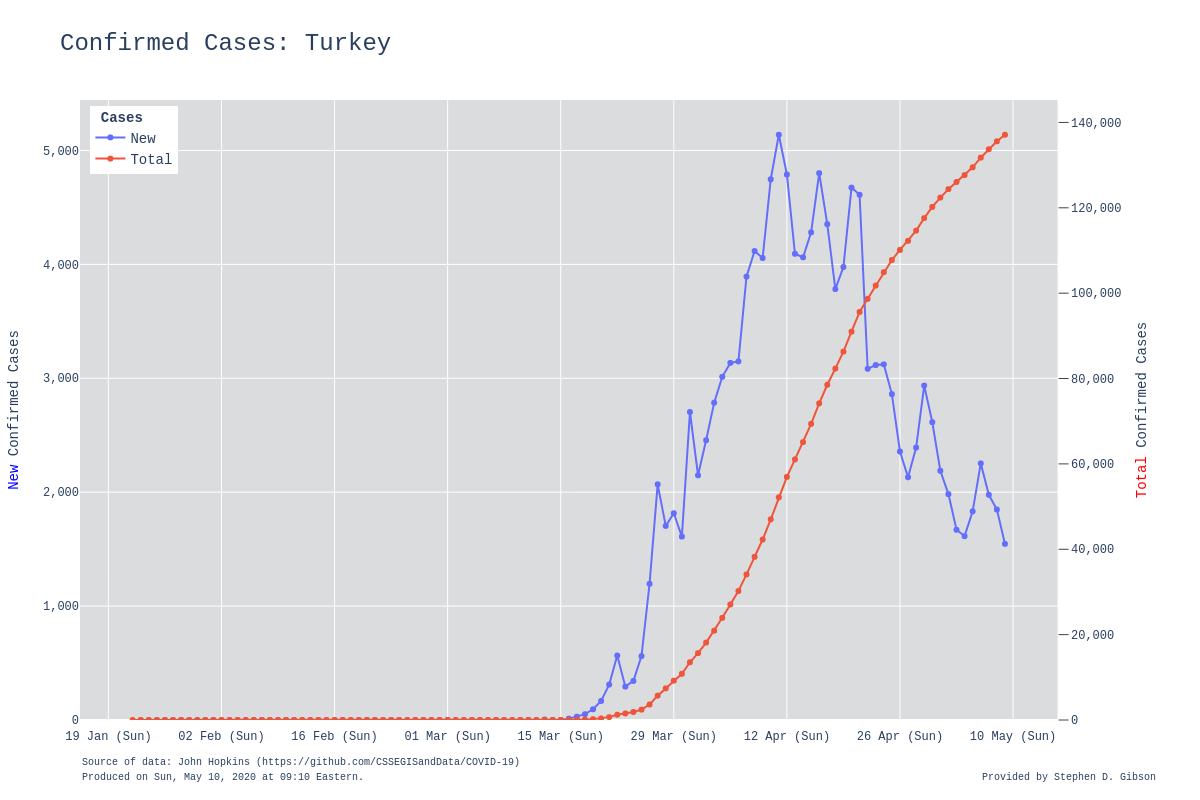 Confirmed Cases: Turkey
Cases
New
Total
5,000
4,000
3,000
2,000
1,000
0
New Confirmed Cases
140,000
120,000
100,000
80,000
60,000
40,000
20,000
0
Total Confirmed Cases
19 Jan (Sun) 02 Feb (Sun) 16 Feb (Sun) 01 Mar (Sun) 15 Mar (Sun) 29 Mar (Sun) 12 Apr (Sun) 26 Apr (Sun) 10 May (Sun)
Source of data: John Hopkins (https://github.com/CSSEGISandData/COVID-19)
Produced on Sun, May 10, 2020 at 09:10 Eastern.
Provided by Stephen D. Gibson